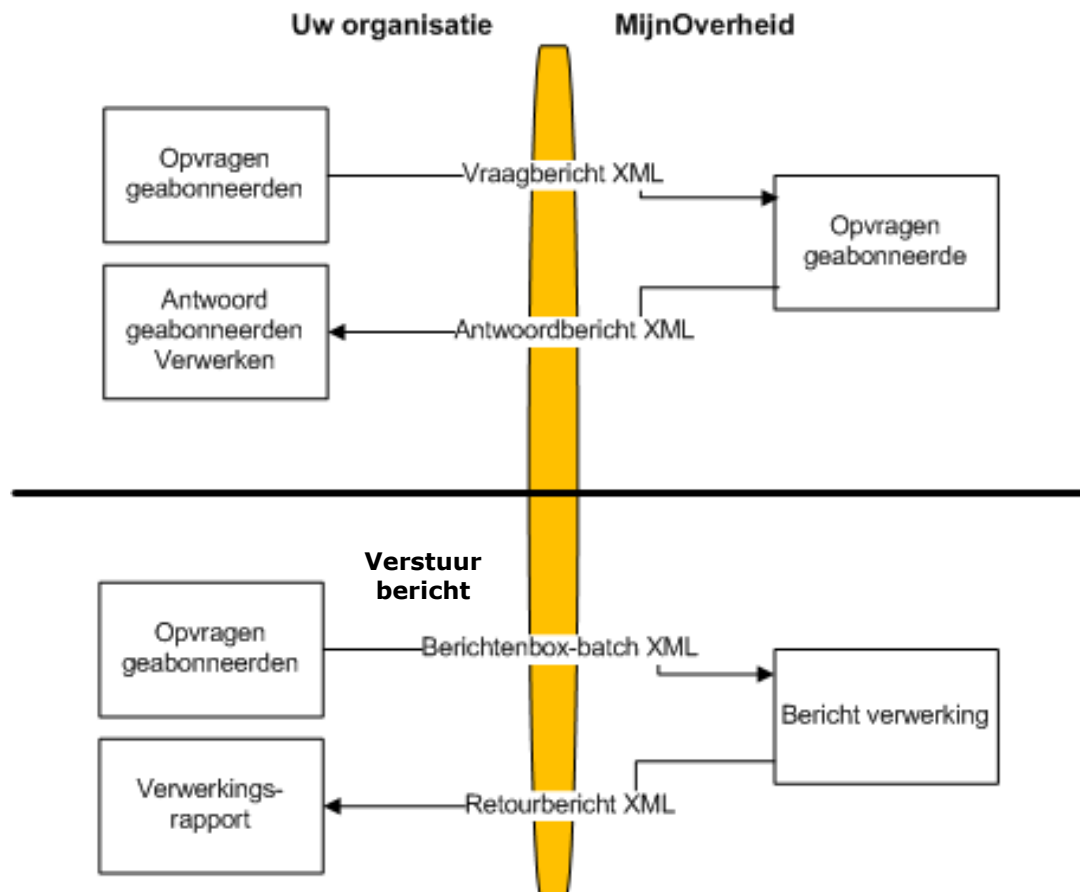 Uw organisatie
MijnOverheid
Opvragen
geabonneerden
Vraagbericht XML
Opvragen
geabonneerde
Antwoord
geabonneerden
Verwerken
Antwoordbericht XML
Verstuur
bericht
Opvragen
geabonneerden
Berichtenbox-batch XML
Bericht verwerking
Verwerkings-
rapport
Retourbericht XML